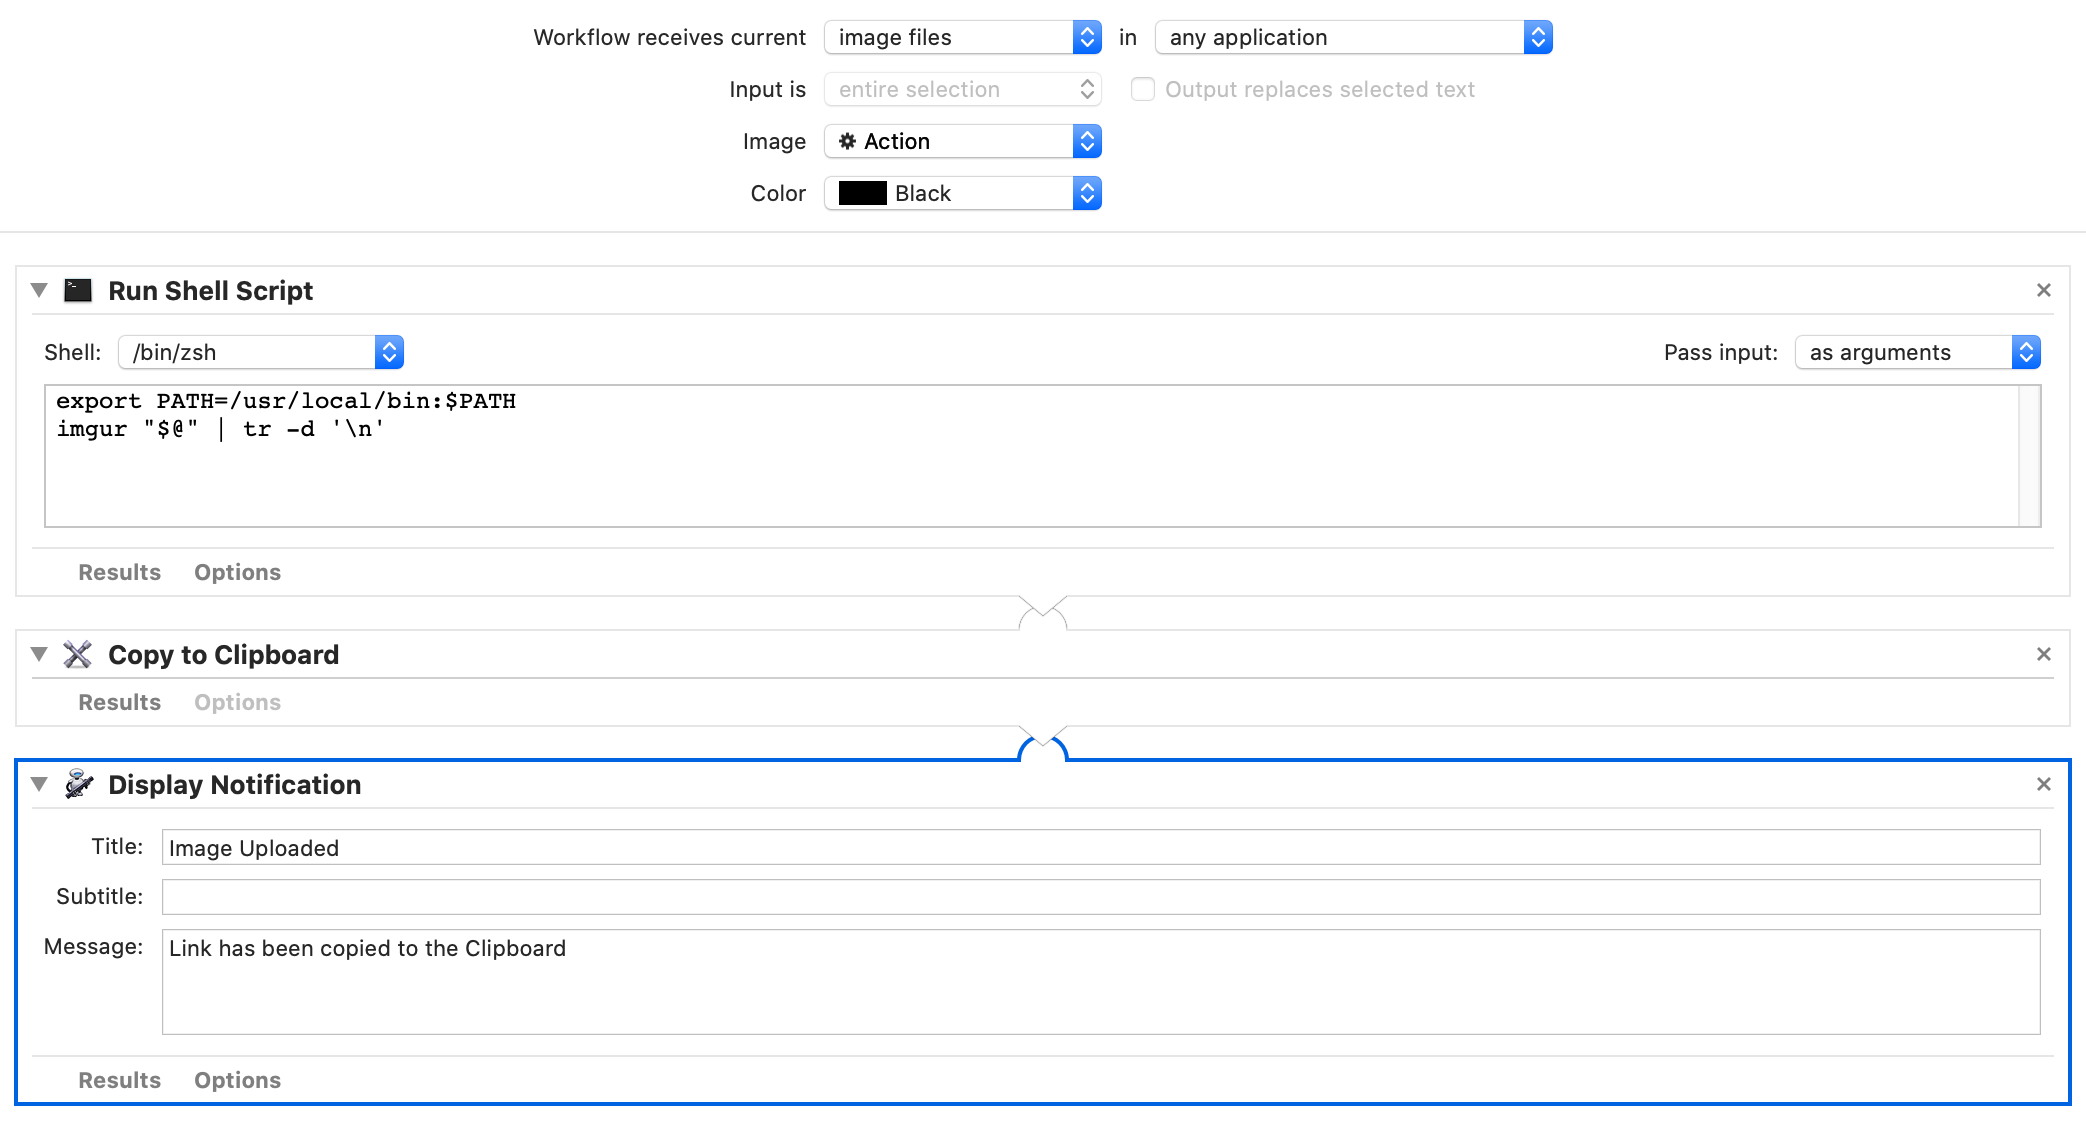 Workflow receives current image files in any application
Input is entire selection Output replaces selected text
Image Action
Color Black
Run Shell Script
Shell: /bin/zsh Pass input: as arguments
export PATH=/usr/local/bin:$PATH
imgur "$@" | tr -d '\n'
Results Options
Copy to Clipboard
Results Options
Display Notification
Title: Image Uploaded
Subtitle:
Message: Link has been copied to the Clipboard
Results Options